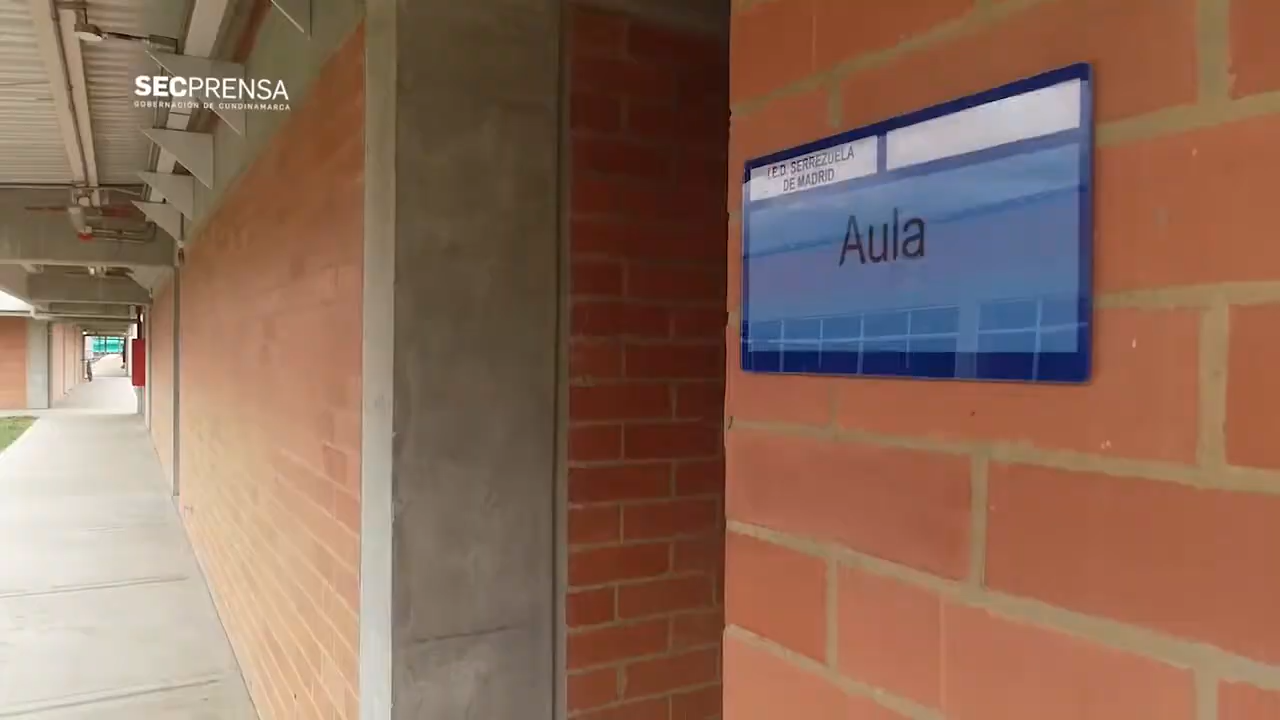 SECPRENSA
GOBERNACIÓN DE CUNDINAMARCA
I.E.D. SERREZUELA
DE MADRID
Aula